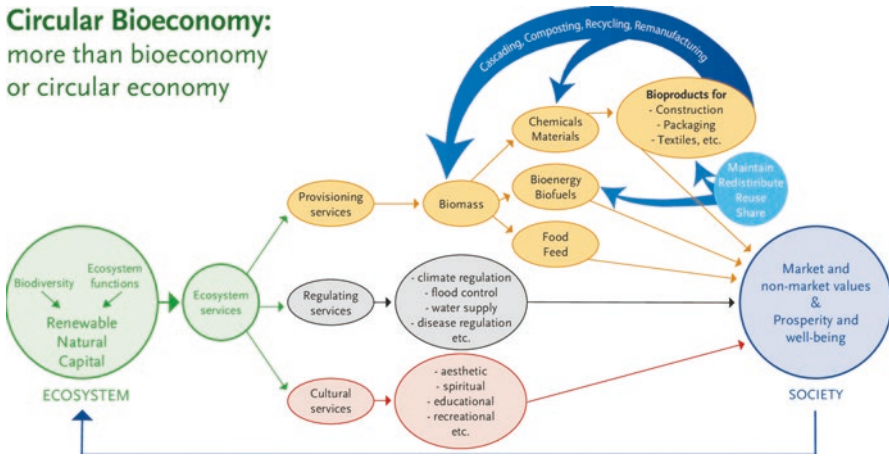 Circular Bioeconomy:
more than bioeconomy
or circular economy
Cascading, Composting, Recycling, Remanufacturing
Bioproducts for
- Construction
- Packaging
- Textiles, etc.
Chemicals
Materials
Maintain
Redistribute
Reuse
Share
Bioenergy
Biofuels
Provisioning
services
Biomass
Food
Feed
Biodiversity
Ecosystem
functions
Renewable
Natural
Capital
Ecosystem
services
Regulating
services
- climate regulation
- flood control
- water supply
- disease regulation
etc.
Market and
non-market values
&
Prosperity and
well-being
Cultural
services
- aesthetic
- spiritual
- educational
- recreational
etc.
ECOSYSTEM
SOCIETY